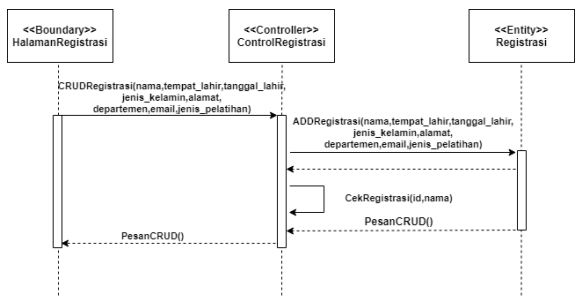 <<Boundary>>
HalamanRegistrasi
<<Controller>>
ControlRegistrasi
<<Entity>>
Registrasi
CRUDRegistrasi(nama,tempat_lahir,tanggal_lahir,
jenis_kelamin,alamat,
departemen,email,jenis_pelatihan)
ADDRegistrasi(nama,tempat_lahir,tanggal_lahir,
jenis_kelamin,alamat,
departemen,email,jenis_pelatihan)
CekRegistrasi(id,nama)
PesanCRUD()
PesanCRUD()